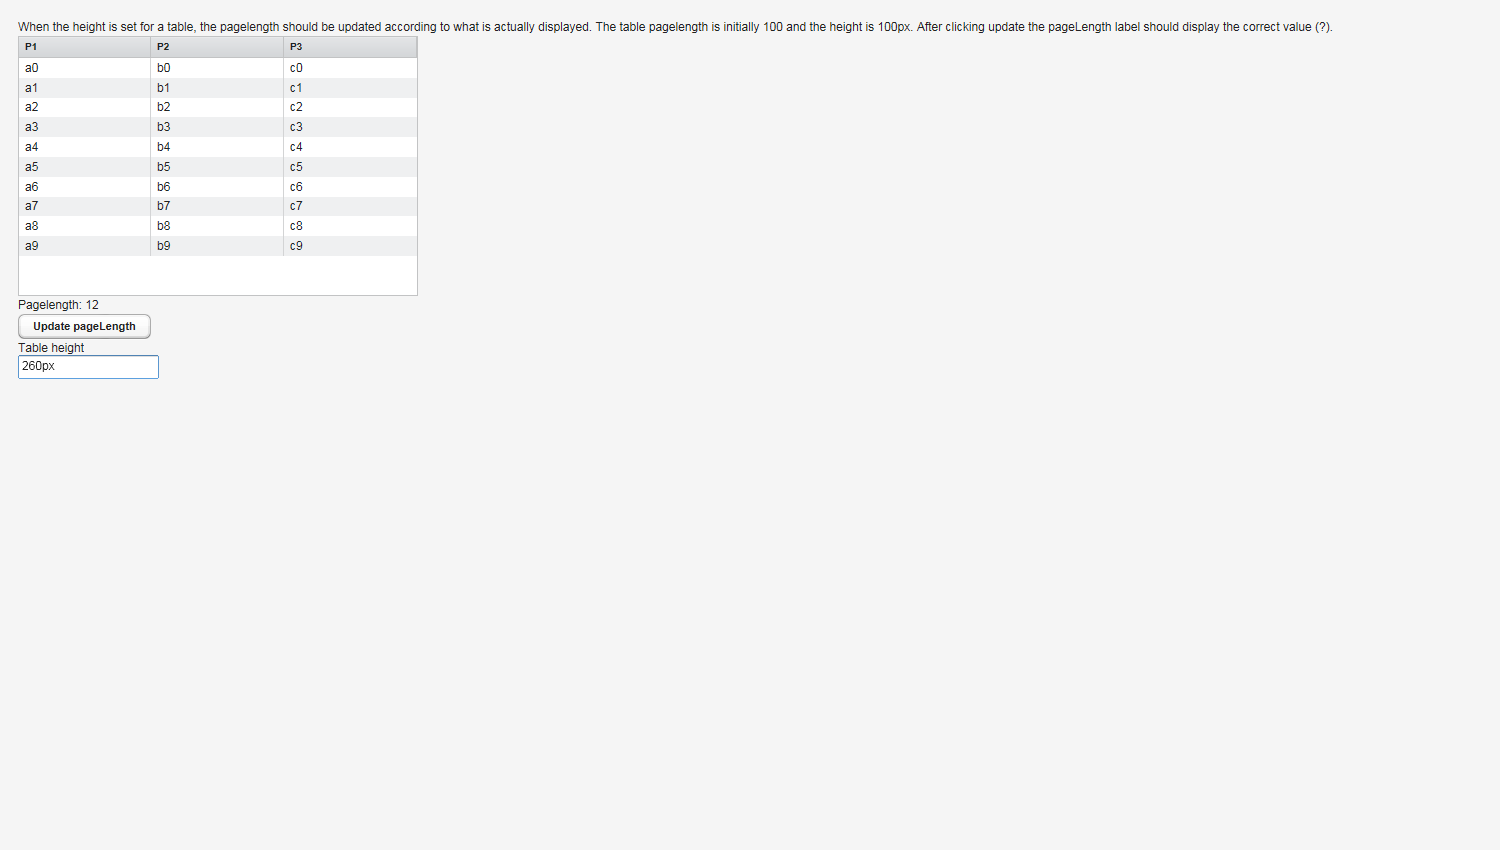 When the height is set for a table, the pagelength should be updated according to what is actually displayed. The table pagelength is initially 100 and the height is 100px. After clicking update the pageLength label should display the correct value (?).
P1 P2 P3
a0 b0 c0
a1 b1 c1
a2 b2 c2
a3 b3 c3
a4 b4 c4
a5 b5 c5
a6 b6 c6
a7 b7 c7
a8 b8 c8
a9 b9 c9
Pagelength: 12
Update pageLength
Table height
260px